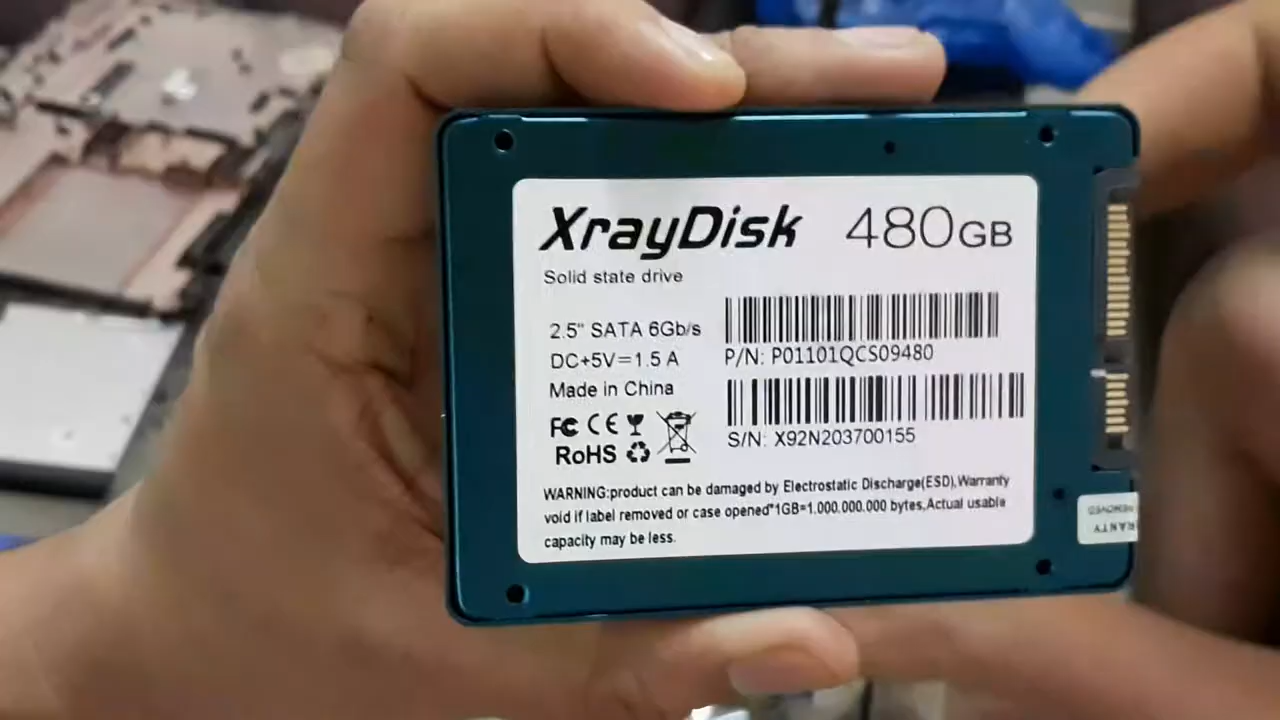 XrayDisk 480GB
Solid state drive
2.5" SATA 6Gb/s
DC+5V=1.5 A
Made in China
FC CE
RoHS
P/N: P01101QCS09480
S/N: X92N203700155
WARNING:product can be damaged by Electrostatic Discharge(ESD),Warranty
void if label removed or case opened"1GB=1.000.000.000 bytes,Actual usable
capacity may be less.
REMOVED
RANTY